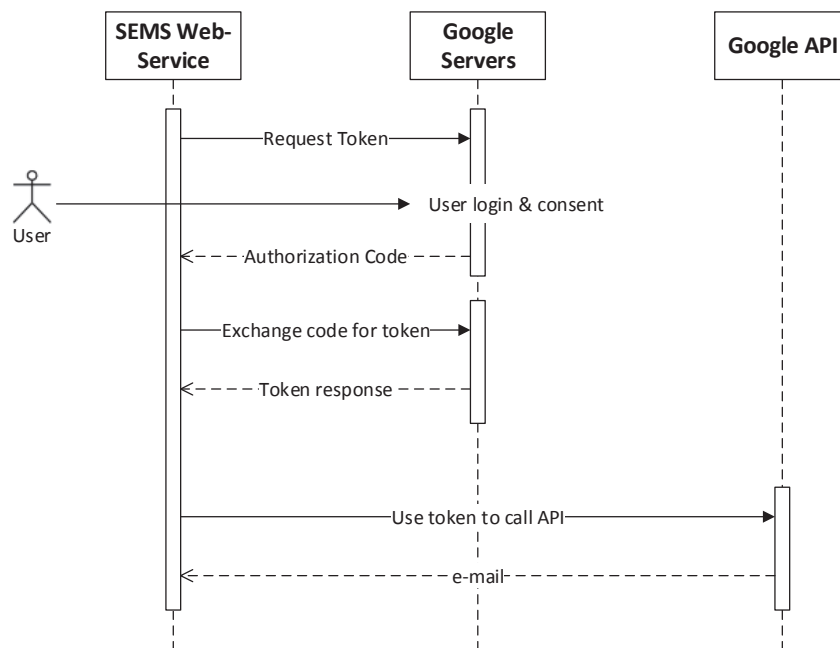 SEMS Web-
Service
Google
Servers
Google API
Request Token
User login & consent
User
Authorization Code
Exchange code for token
Token response
Use token to call API
e-mail